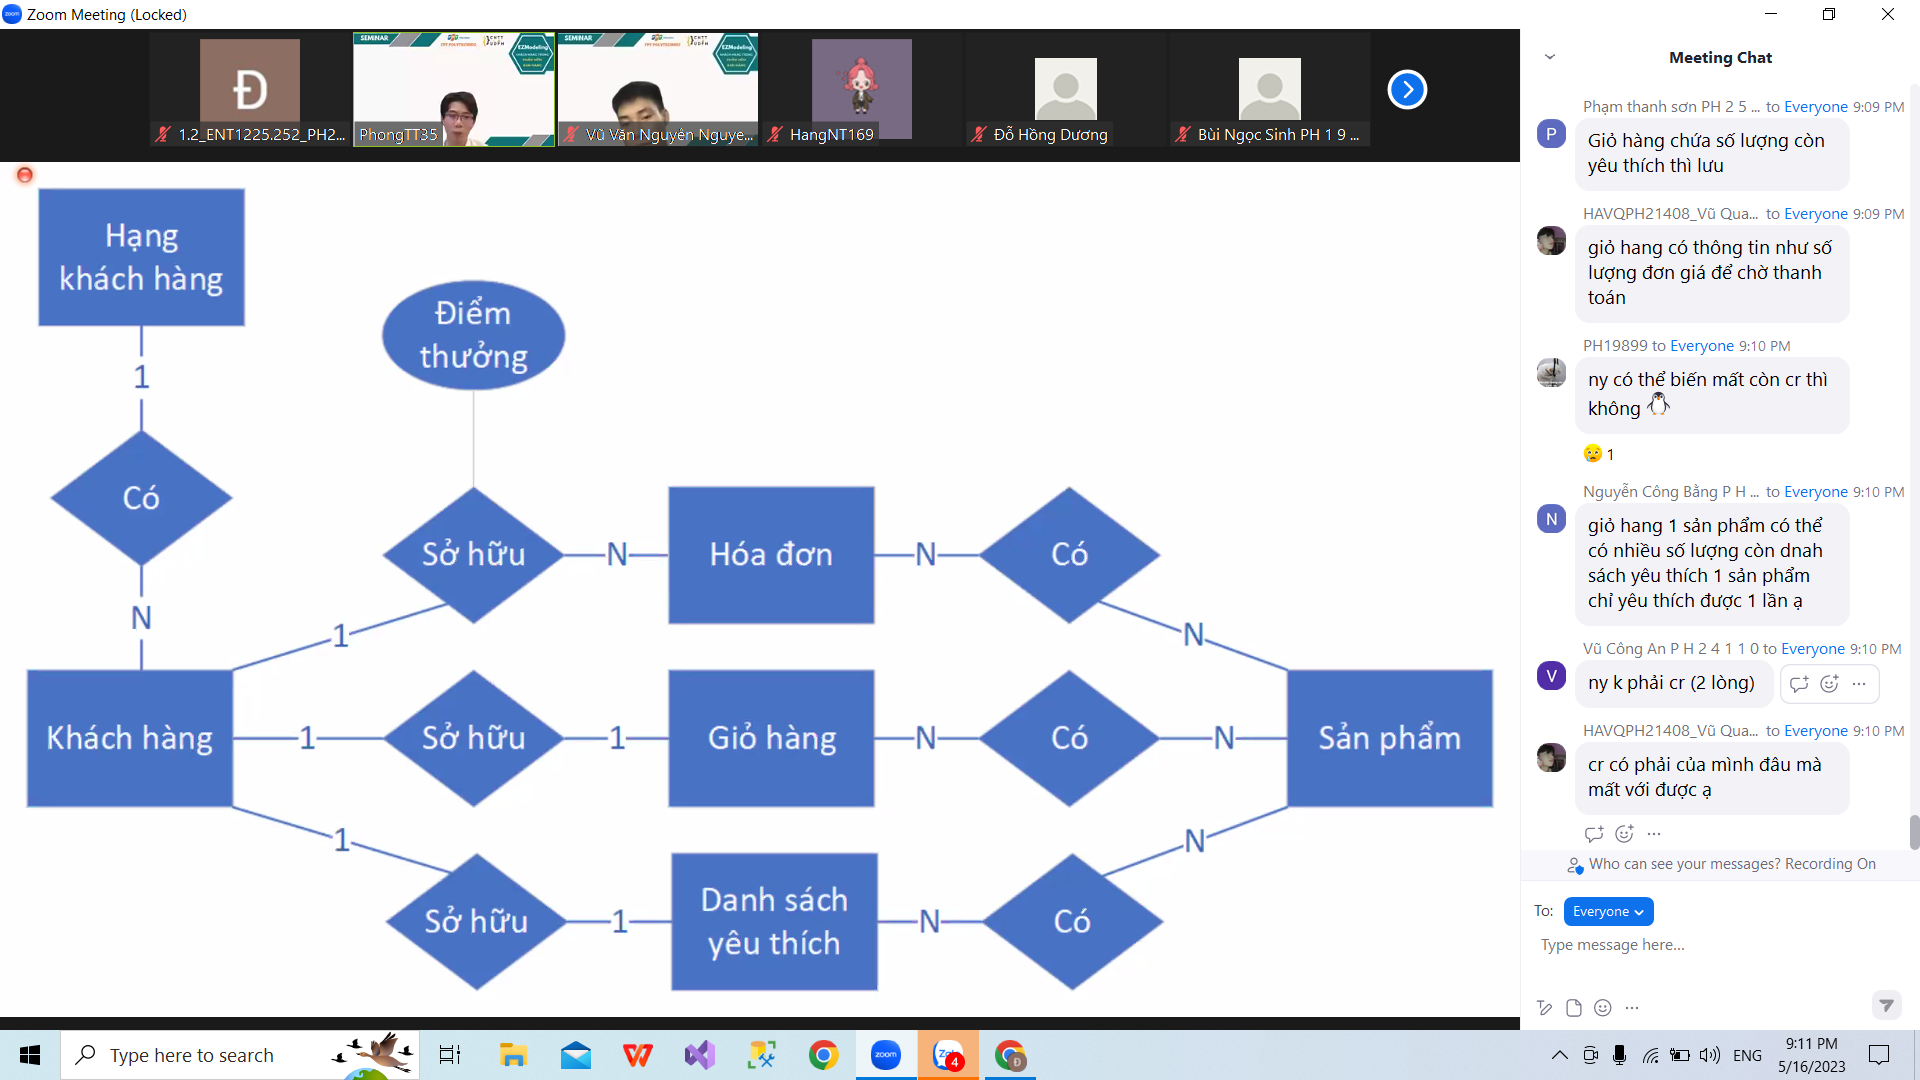 Zoom Meeting (Locked)
zoom
SEMINAR
EZModeling
SEMINAR
EZModeling
Đ
1.2_ENT1225.252_PH2...
PhongTT35
Vũ Văn Nguyên Nguye...
HangNT169
Đỗ Hồng Dương
Bùi Ngọc Sinh PH 1 9 ...
Hạng
khách hàng
1
Có
N
Khách hàng
Điểm
thưởng
1
Sở hữu
N
Hóa đơn
N
Có
N
1
Sở hữu
1
Giỏ hàng
N
Có
N
Sản phẩm
1
Sở hữu
1
Danh sách
yêu thích
N
Có
N
Meeting Chat
Phạm thanh sơn PH 2 5 ... to Everyone 9:09 PM
P
Giỏ hàng chứa số lượng còn
yêu thích thì lưu
HAVQPH21408_Vũ Qua... to Everyone 9:09 PM
giỏ hang có thông tin như số
lượng đơn giá để chờ thanh
toán
PH19899 to Everyone 9:10 PM
ny có thể biến mất còn cr thì
không
1
Nguyễn Công Bằng P H ... to Everyone 9:10 PM
N
giỏ hang 1 sản phẩm có thể
có nhiều số lượng còn dnah
sách yêu thích 1 sản phẩm
chỉ yêu thích được 1 lần ạ
Vũ Công An P H 2 4 1 1 0 to Everyone 9:10 PM
V
ny k phải cr (2 lòng)
HAVQPH21408_Vũ Qua... to Everyone 9:10 PM
cr có phải của mình đâu mà
mất với được ạ
Who can see your messages? Recording On
To: Everyone
Type message here...
Type here to search
zoom
4
Đ
ENG
9:11 PM
5/16/2023